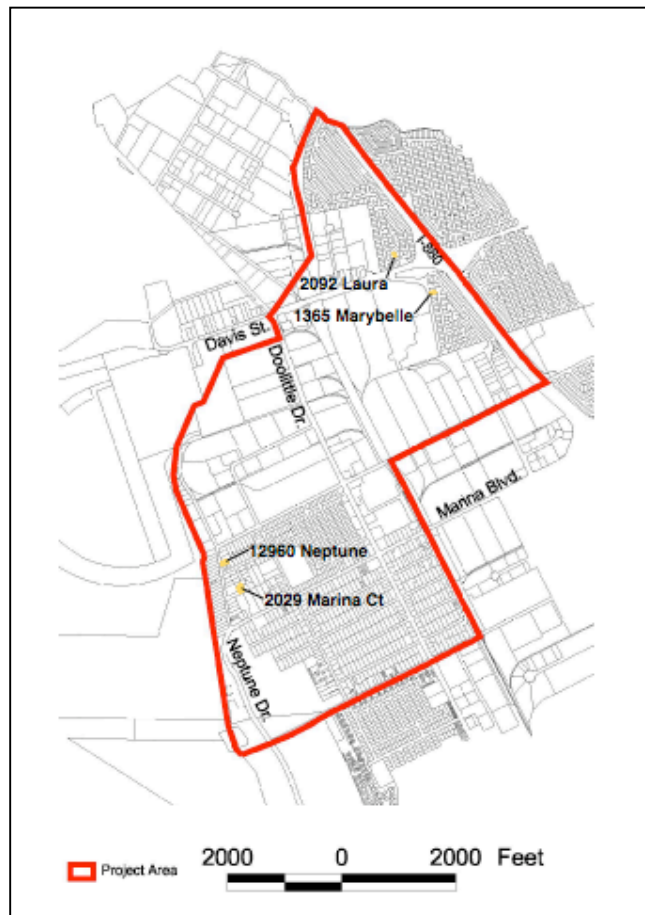 I-880
2092 Laura
1365 Marybelle
Davis St.
Doolittle Dr.
Marina Blvd.
12960 Neptune
2029 Marina Ct
Neptune Dr.
Project Area
2000 0 2000 Feet